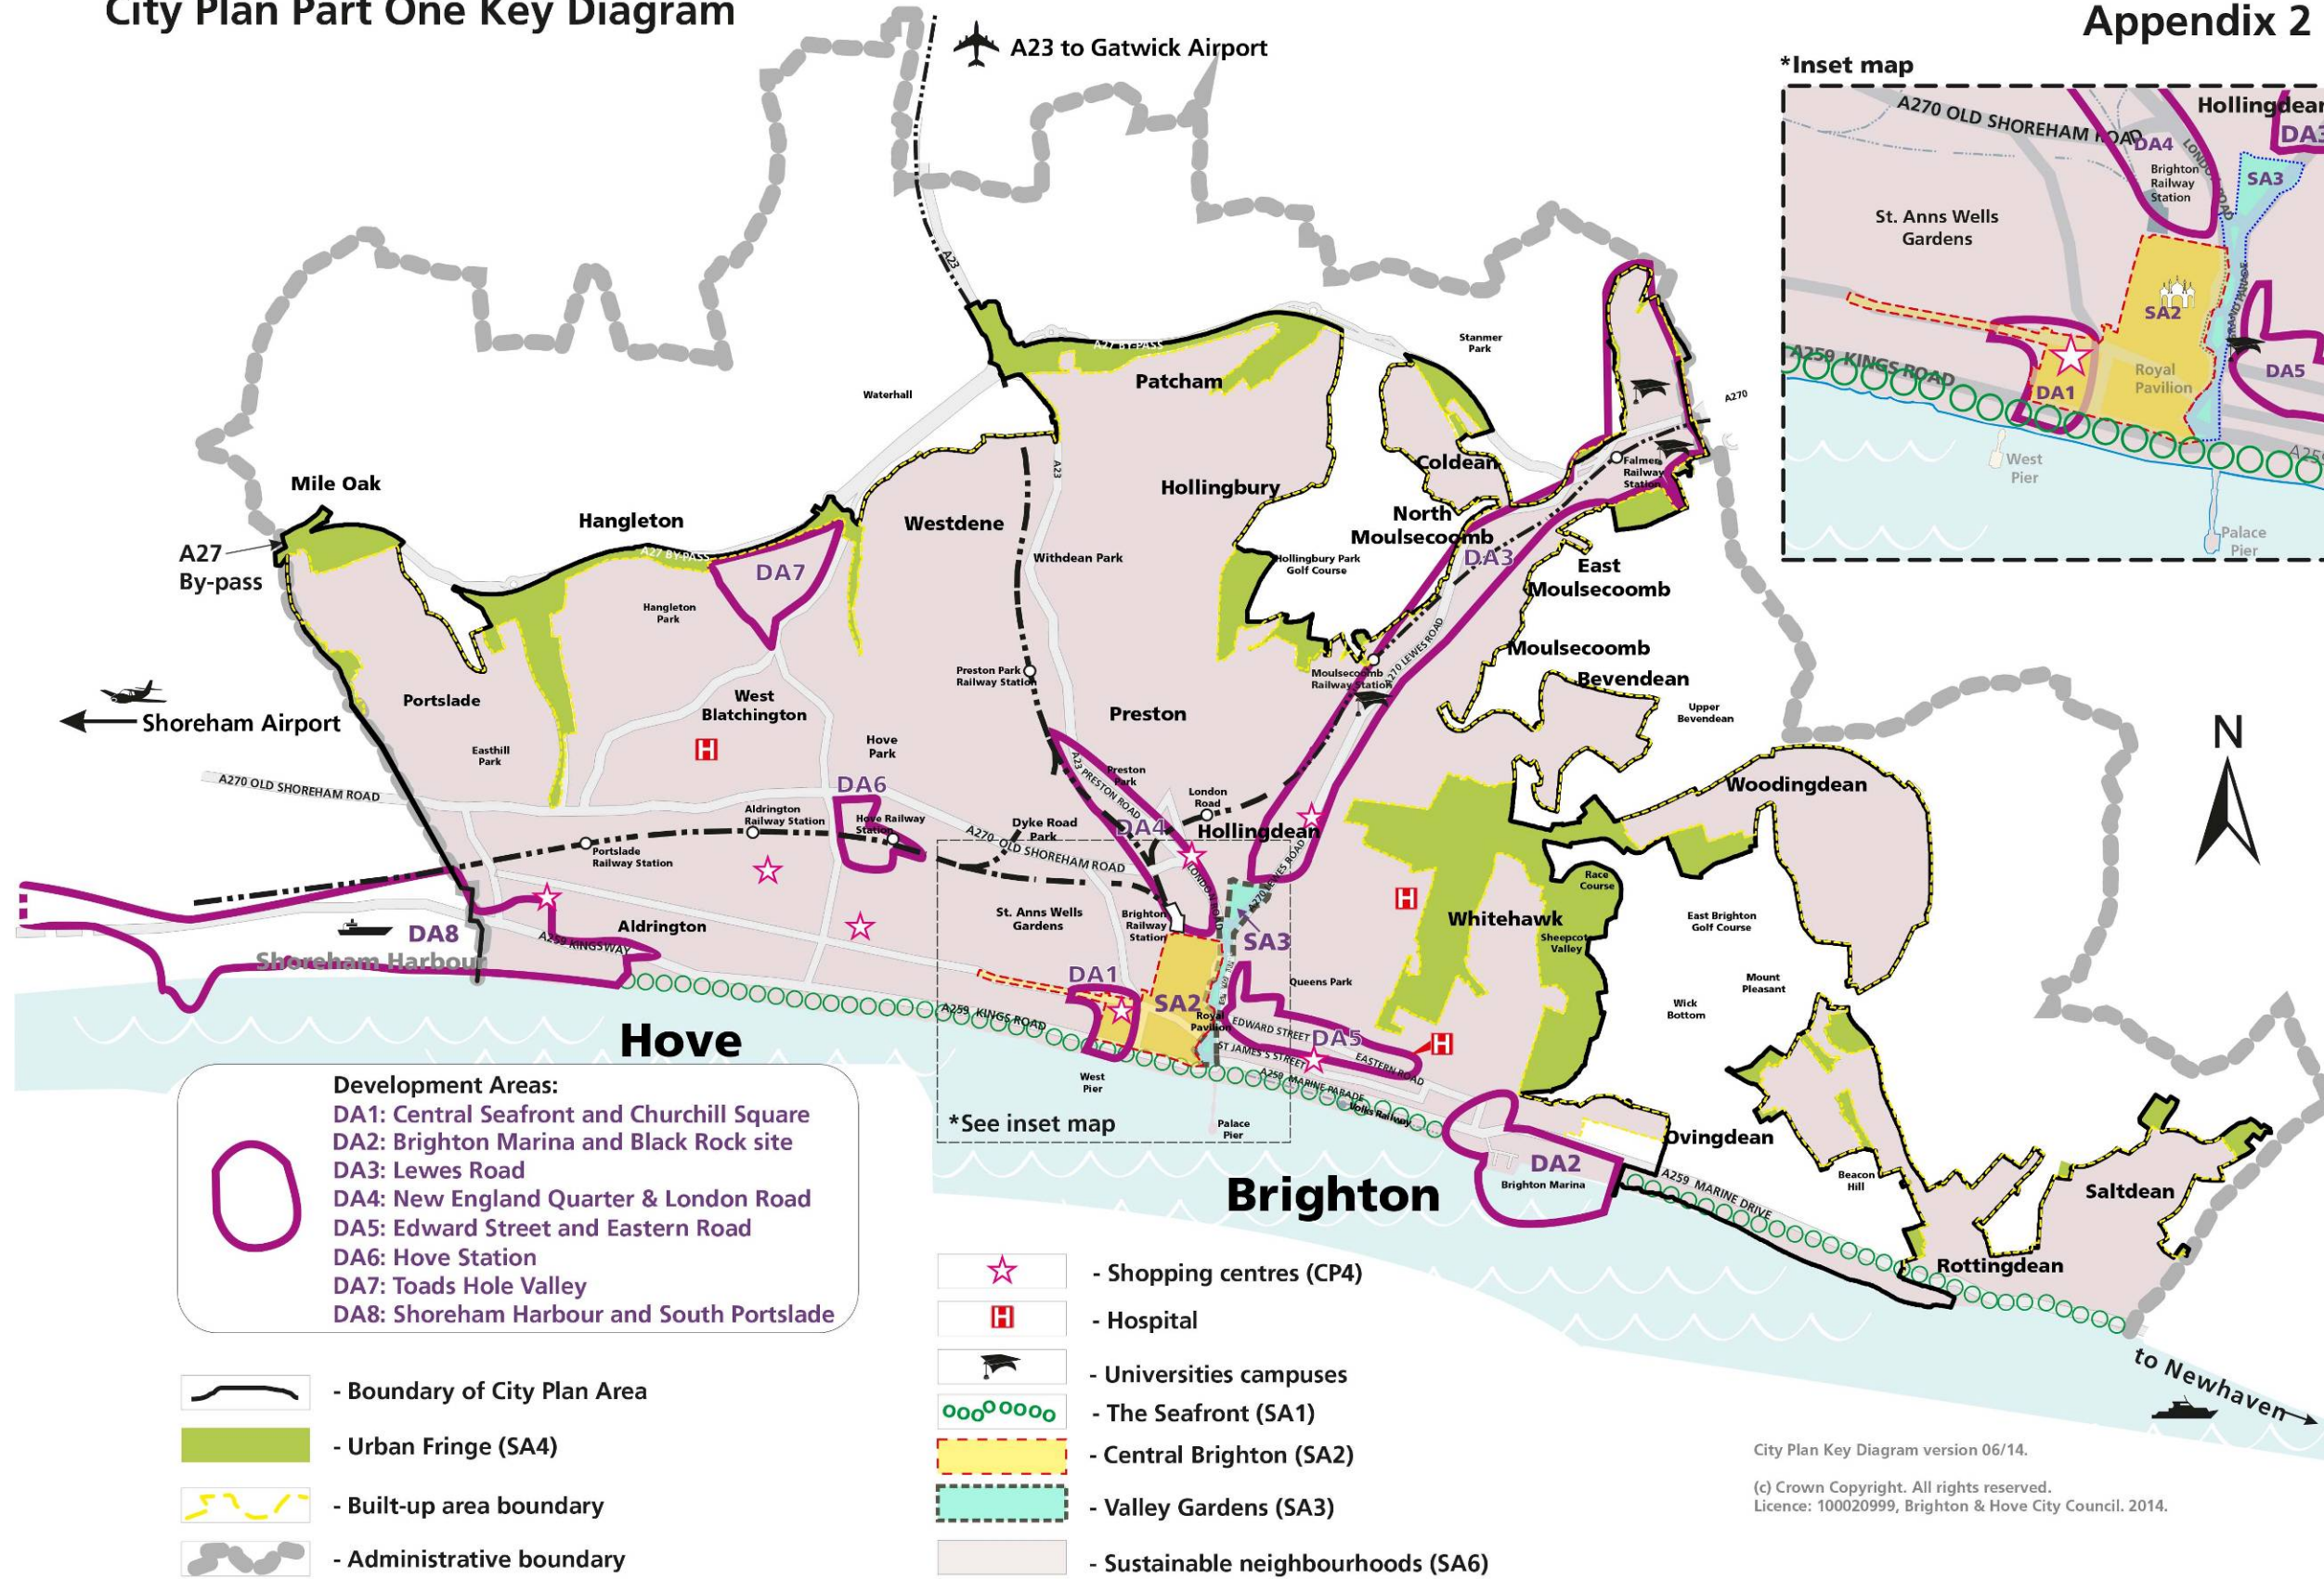 City Plan Part One Key Diagram
Appendix 2
A23 to Gatwick Airport
*Inset map
A270 OLD SHOREHAM ROAD
Hollingdean
DA3
DA4
LONDON ROAD
Brighton
Railway
Station
SA3
St. Anns Wells
Gardens
SA2
GRAND PARADE
A259 KINGS ROAD
DA1
Royal
Pavilion
DA5
West
Pier
A259
Palace
Pier
A23
A27 BY-PASS
Stanmer
Park
Patcham
Waterhall
A270
A23
Coldean
Falmer
Railway
Station
Mile Oak
Hollingbury
North
Moulsecoomb
Hangleton
Westdene
A27
By-pass
A27 BY-PASS
DA7
Withdean Park
Hollingbury Park
Golf Course
DA3
East
Moulsecoomb
Hangleton
Park
A270 LEWES ROAD
Moulsecoomb
Preston Park
Railway Station
Moulsecoomb
Railway Station
Bevendean
Portslade
West
Blatchington
Preston
Upper
Bevendean
Shoreham Airport
N
Easthill
Park
Hove
Park
A23 PRESTON ROAD
Preston
Park
A270 OLD SHOREHAM ROAD
DA6
London
Road
Woodingdean
Aldrington
Railway Station
Hove Railway
Station
Dyke Road
Park
DA4
Hollingdean
A270 OLD SHOREHAM ROAD
Portslade
Railway Station
LONDON ROAD
A270 LEWES ROAD
Race
Course
St. Anns Wells
Gardens
Brighton
Railway
Station
Whitehawk
East Brighton
Golf Course
DA8
Aldrington
A259 KINGSWAY
SA3
Sheepcot
Valley
Shoreham Harbour
DA1
Queens Park
Mount
Pleasant
SA2
Royal
Pavilion
Wick
Bottom
A259 KINGS ROAD
EDWARD STREET
DA5
Hove
ST JAMES'S STREET
EASTERN ROAD
West
Pier
A259 MARINE PARADE
Volks Railway
*See inset map
Palace
Pier
Ovingdean
DA2
Brighton Marina
A259 MARINE DRIVE
Beacon
Hill
Saltdean
Brighton
Rottingdean
to Newhaven
Development Areas:
DA1: Central Seafront and Churchill Square
DA2: Brighton Marina and Black Rock site
DA3: Lewes Road
DA4: New England Quarter & London Road
DA5: Edward Street and Eastern Road
DA6: Hove Station
DA7: Toads Hole Valley
DA8: Shoreham Harbour and South Portslade
- Boundary of City Plan Area
- Urban Fringe (SA4)
- Built-up area boundary
- Administrative boundary
- Shopping centres (CP4)
H
- Hospital
- Universities campuses
- The Seafront (SA1)
- Central Brighton (SA2)
- Valley Gardens (SA3)
- Sustainable neighbourhoods (SA6)
City Plan Key Diagram version 06/14.
(c) Crown Copyright. All rights reserved.
Licence: 100020999, Brighton & Hove City Council. 2014.